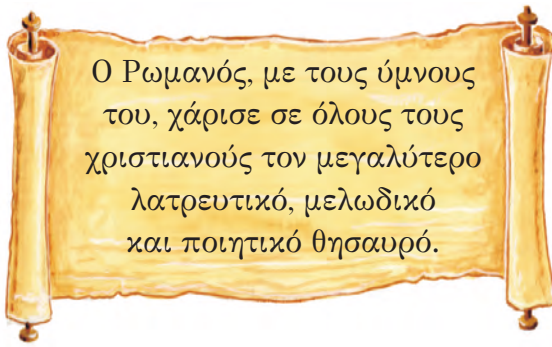 Ο Ρωμανός, με τους ύμνους
του, χάρισε σε όλους τους
χριστιανούς τον μεγαλύτερο
λατρευτικό, μελωδικό
και ποιητικό θησαυρό.